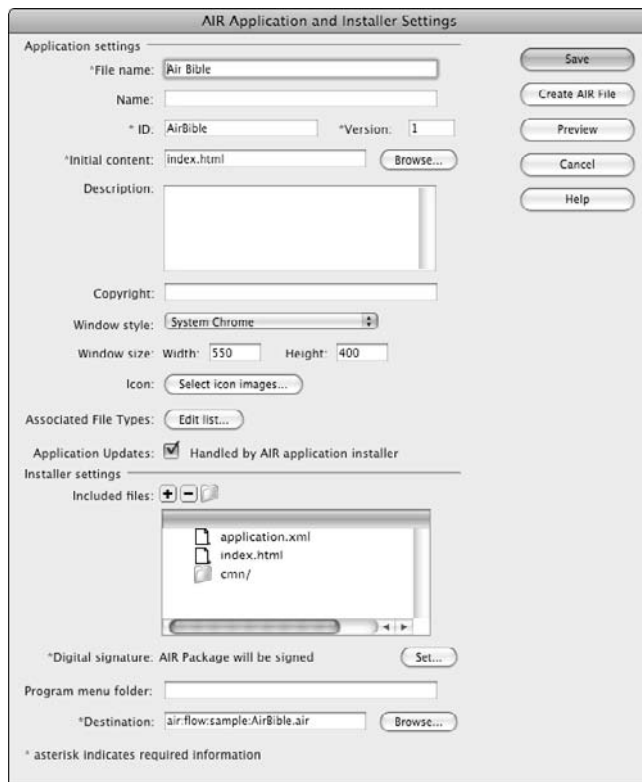 AIR Application and Installer Settings
Application settings
*File name: Air Bible
Name:
* ID: AirBible *Version: 1
*Initial content: index.html Browse...
Description:
Copyright:
Window style: System Chrome
Window size: Width: 550 Height: 400
Icon: Select icon images...
Associated File Types: Edit list...
Application Updates: Handled by AIR application installer
Installer settings
Included files:
application.xml
index.html
cmn/
*Digital signature: AIR Package will be signed Set...
Program menu folder:
*Destination: air:flow:sample:AirBible.air Browse...
* asterisk indicates required information
Save
Create AIR File
Preview
Cancel
Help